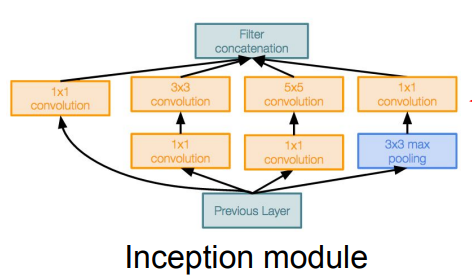 Filter
concatenation
1x1
convolution
3x3
convolution
5x5
convolution
1x1
convolution
1x1
convolution
1x1
convolution
3x3 max
pooling
Previous Layer
Inception module